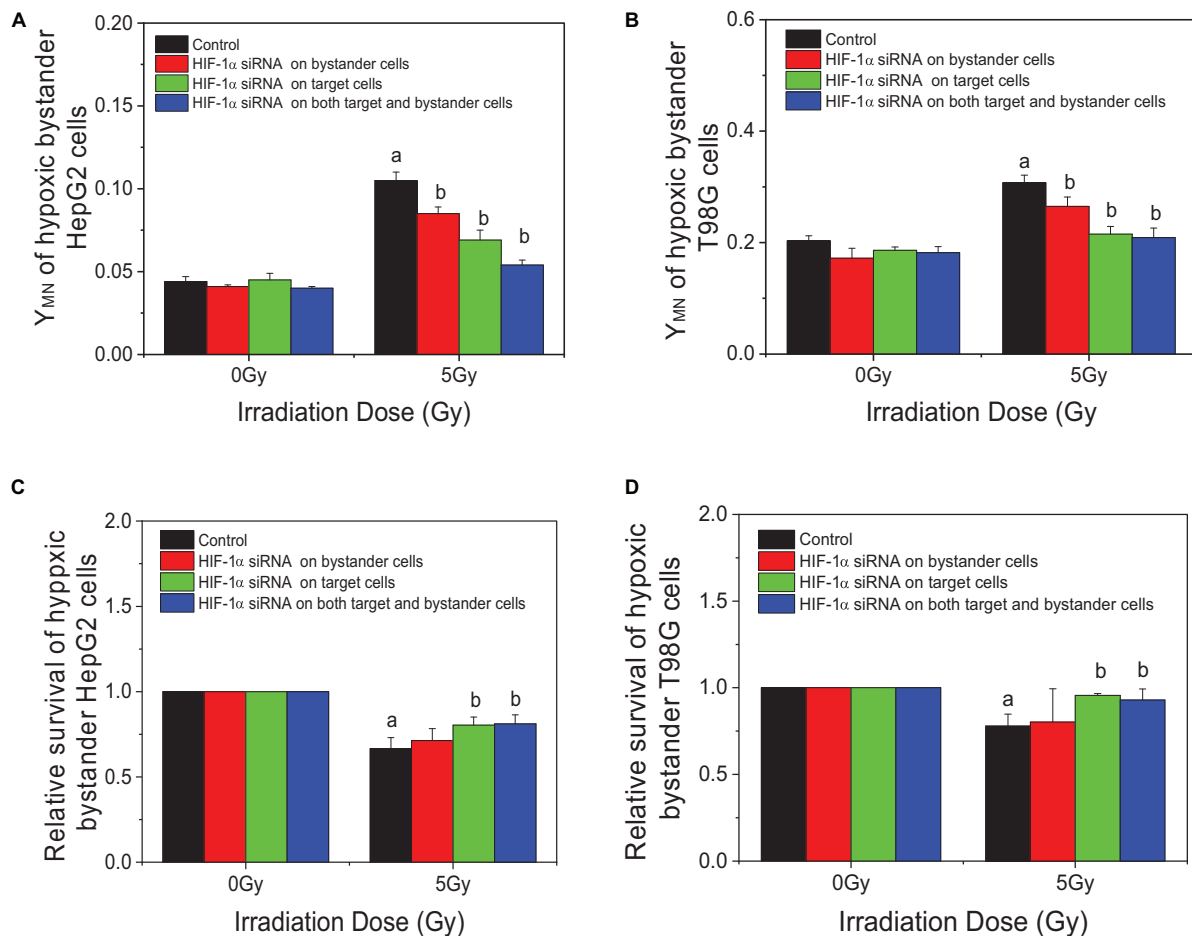 A
0.20
0.15
0.10
0.05
0.00
Control
HIF-1α siRNA on bystander cells
HIF-1α siRNA on target cells
HIF-1α siRNA on both target and bystander cells
a
b
b
b
YMN of hypoxic bystander
HepG2 cells
0Gy
5Gy
Irradiation Dose (Gy)
B
0.6
0.4
0.2
0.0
Control
HIF-1α siRNA on bystander cells
HIF-1α siRNA on target cells
HIF-1α siRNA on both target and bystander cells
a
b
b
b
YMN of hypoxic bystander
T98G cells
0Gy
5Gy
Irradiation Dose (Gy
C
2.0
1.5
1.0
0.5
0.0
Control
HIF-1α siRNA on bystander cells
HIF-1α siRNA on target cells
HIF-1α siRNA on both target and bystander cells
a
b
b
Relative survival of hyppxic
bystander HepG2 cells
0Gy
5Gy
Irradiation Dose (Gy)
D
2.0
1.5
1.0
0.5
0.0
Control
HIF-1α siRNA on bystander cells
HIF-1α siRNA on target cells
HIF-1α siRNA on both target and bystander cells
a
b
b
Relative survival of hypoxic
bystander T98G cells
0Gy
5Gy
Irradiation Dose (Gy)